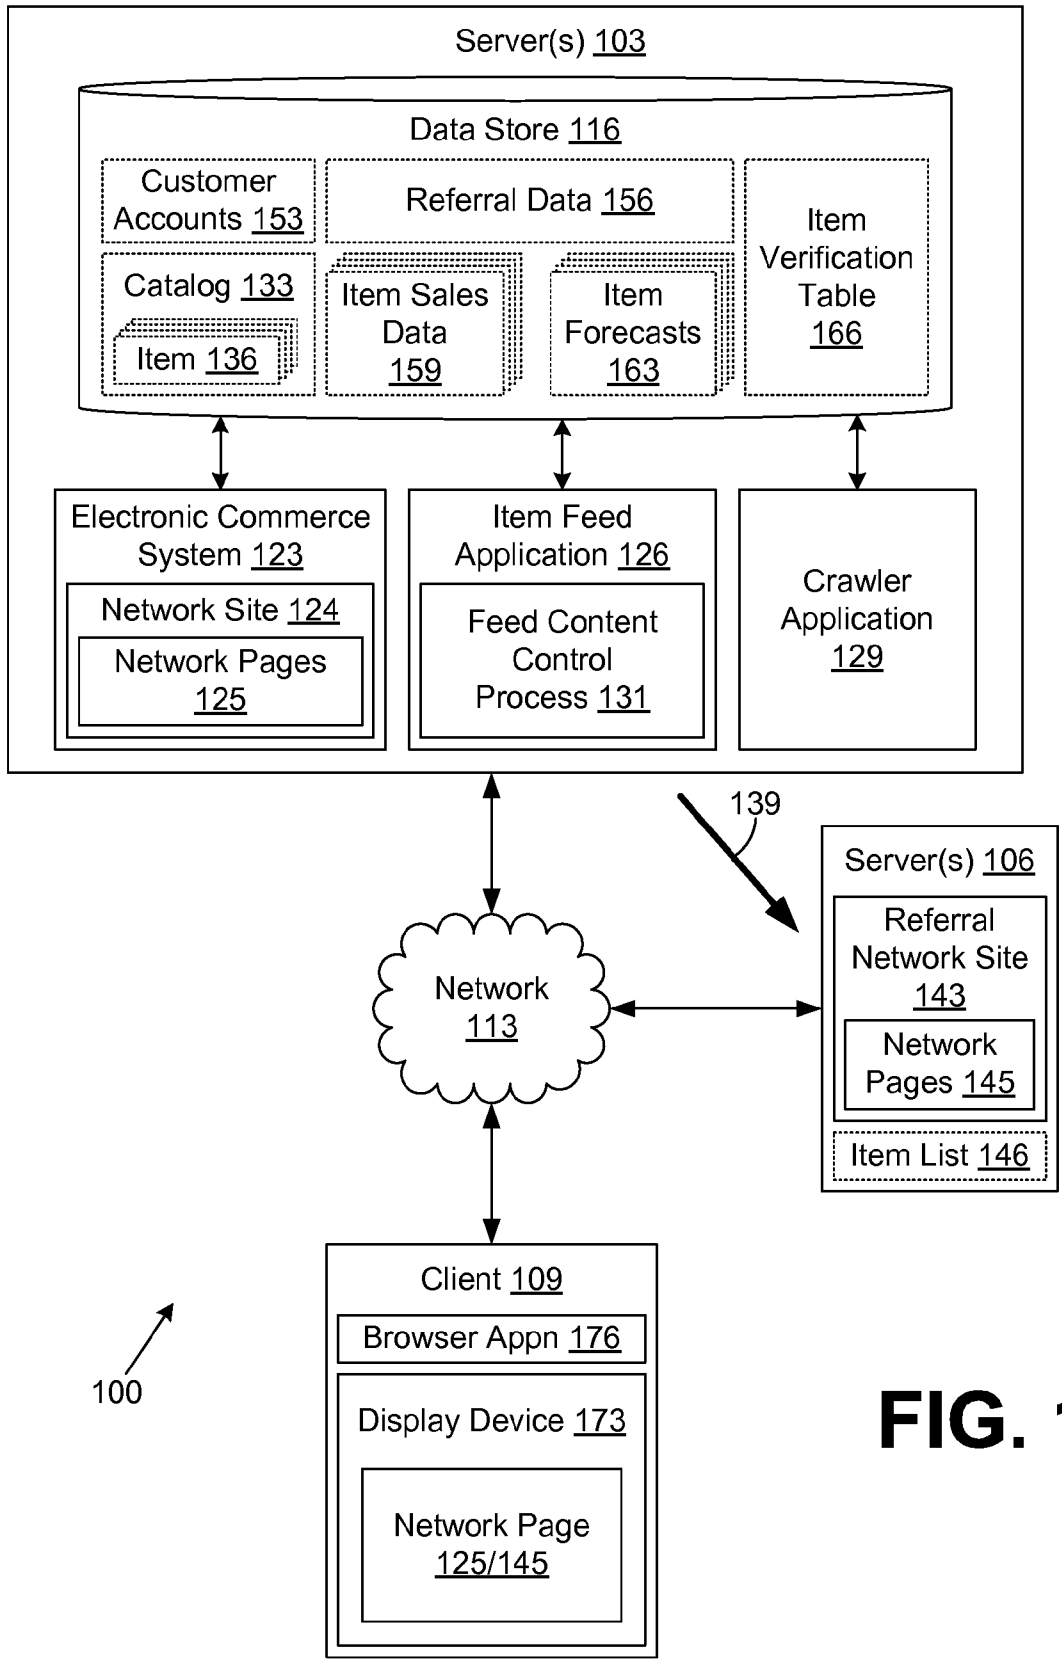 Server(s) 103
Data Store 116
Customer
Accounts 153
Referral Data 156
Item
Verification
Table
166
Catalog 133
Item 136
Item Sales
Data
159
Item
Forecasts
163
Electronic Commerce
System 123
Network Site 124
Network Pages
125
Item Feed
Application 126
Feed Content
Control
Process 131
Crawler
Application
129
139
Server(s) 106
Referral
Network Site
143
Network
Pages 145
Item List 146
Network
113
Client 109
Browser Appn 176
Display Device 173
Network Page
125/145
100
FIG. 1